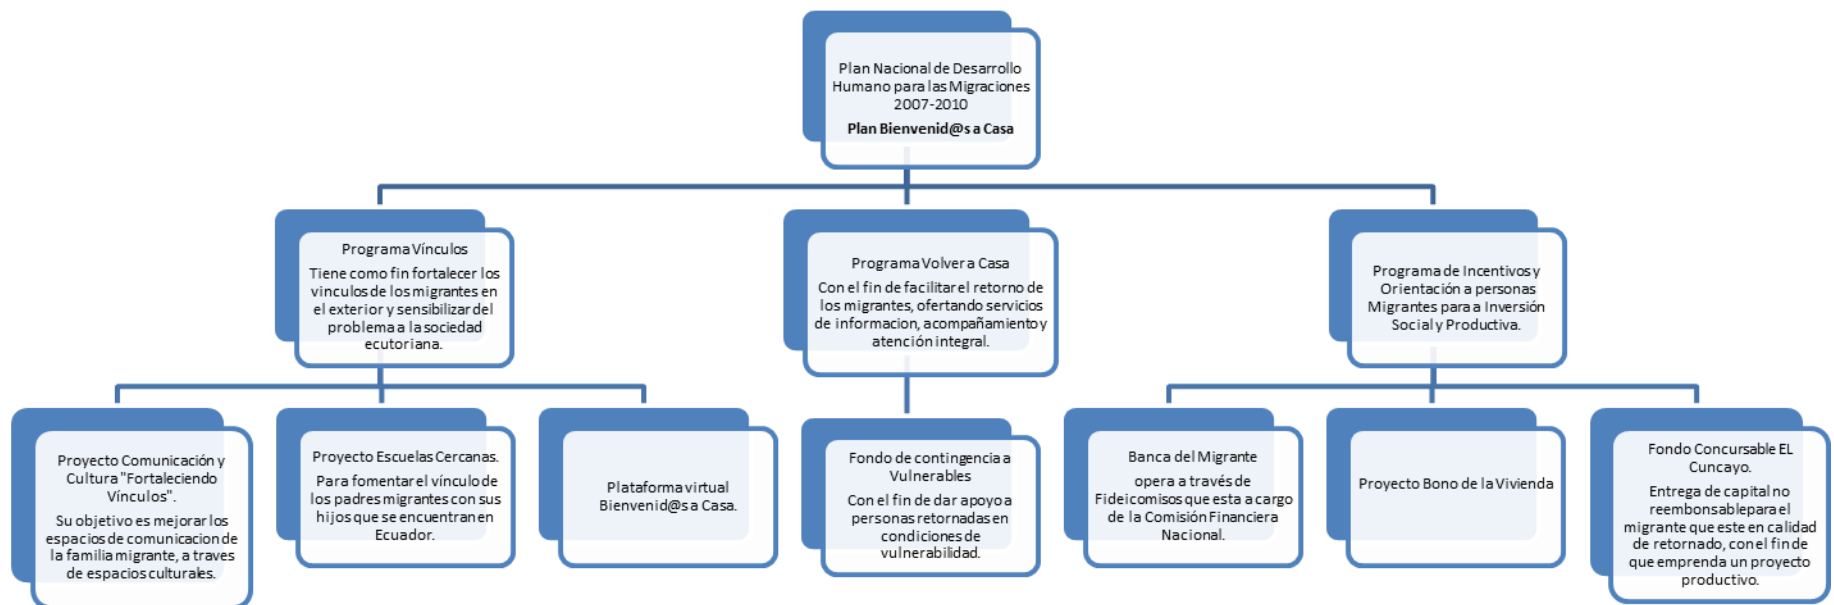 Plan Nacional de Desarrollo
Humano para las Migraciones
2007-2010
Plan Bienvenid@s a Casa
Programa Vínculos
Tiene como fin fortalecer los
vinculos de los migrantes en
el exterior y sensibilizar del
problema a la sociedad
ecutoriana.
Programa Volver a Casa
Con el fin de facilitar el retorno de
los migrantes, ofertando servicios
de informacion, acompañamiento y
atención integral.
Programa de Incentivos y
Orientación a personas
Migrantes para a Inversión
Social y Productiva.
Proyecto Comunicación y
Cultura "Fortaleciendo
Vínculos".
Su objetivo es mejorar los
espacios de comunicacion de
la familia migrante, a traves
de espacios culturales.
Proyecto Escuelas Cercanas.
Para fomentar el vínculo de
los padres migrantes con sus
hijos que se encuentran en
Ecuador.
Plataforma virtual
Bienvenid@s a Casa.
Fondo de contingencia a
Vulnerables
Con el fin de dar apoyo a
personas retornadas en
condiciones de
vulnerabilidad.
Banca del Migrante
opera a través de
Fideicomisos que esta a cargo
de la Comisión Financiera
Nacional.
Proyecto Bono de la Vivienda
Fondo Concursable EL
Cuncayo.
Entrega de capital no
reembonsable para el
migrante que este en calidad
de retornado, con el fin de
que emprenda un proyecto
productivo.